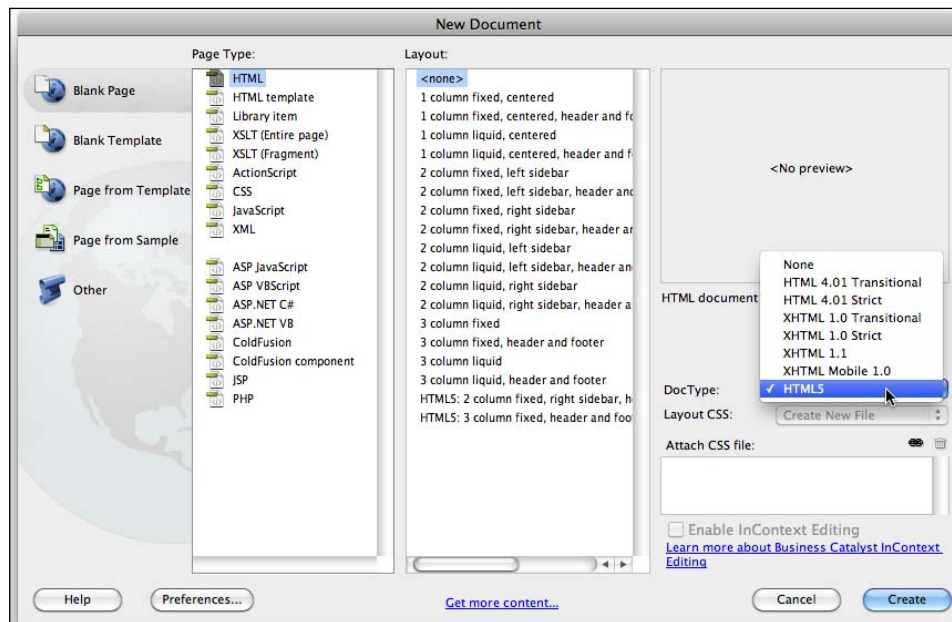 New Document
Blank Page
Blank Template
Page from Template
Page from Sample
Other
Page Type:
HTML
HTML template
Library item
XSLT (Entire page)
XSLT (Fragment)
ActionScript
CSS
JavaScript
XML
ASP JavaScript
ASP VBScript
ASP.NET C#
ASP.NET VB
ColdFusion
ColdFusion component
JSP
PHP
Layout:
<none>
1 column fixed, centered
1 column fixed, centered, header and fo
1 column liquid, centered
1 column liquid, centered, header and f
2 column fixed, left sidebar
2 column fixed, left sidebar, header and
2 column fixed, right sidebar
2 column fixed, right sidebar, header ar
2 column liquid, left sidebar
2 column liquid, left sidebar, header an
2 column liquid, right sidebar
2 column liquid, right sidebar, header a
3 column fixed
3 column fixed, header and footer
3 column liquid
3 column liquid, header and footer
HTML5: 2 column fixed, right sidebar, h
HTML5: 3 column fixed, header and foo
<No preview>
HTML document
None
HTML 4.01 Transitional
HTML 4.01 Strict
XHTML 1.0 Transitional
XHTML 1.0 Strict
XHTML 1.1
XHTML Mobile 1.0
DocType: ✓ HTML5
Layout CSS: Create New File
Attach CSS file:
Enable InContext Editing
Learn more about Business Catalyst InContext
Editing
Help
Preferences...
Get more content...
Cancel
Create